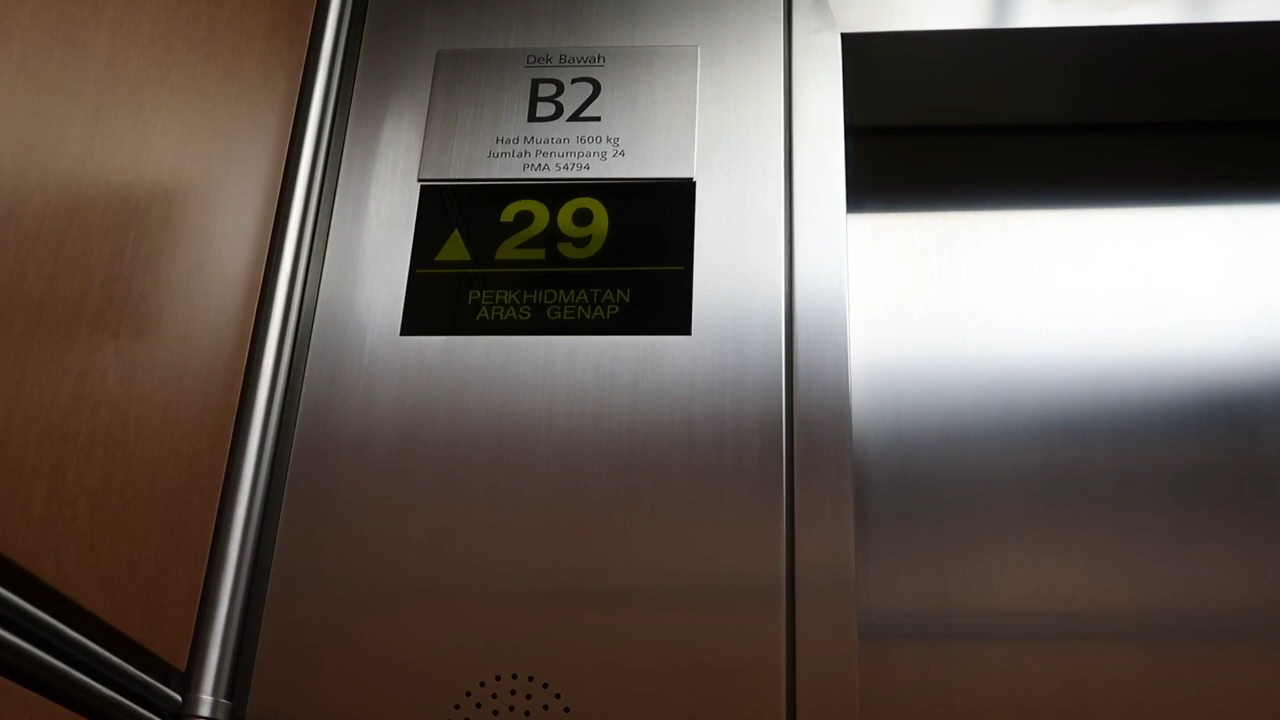 Dek Bawah
B2
Had Muatan 1600 kg
Jumlah Penumpang 24
PMA 54794
▲ 29
PERKHIDMATAN
ARAS GENAP